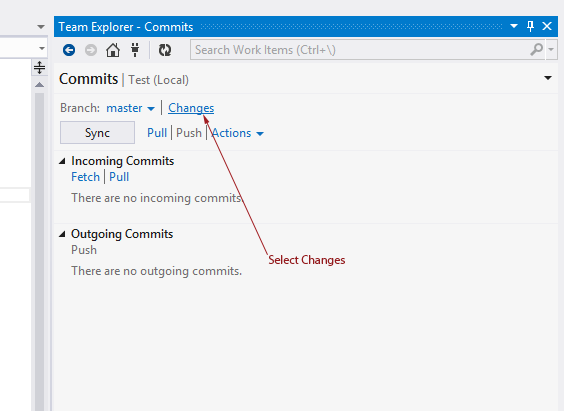 Team Explorer - Commits
Search Work Items (Ctrl+\)
Commits | Test (Local)
Branch: master | Changes
Sync Pull | Push | Actions
Incoming Commits
Fetch | Pull
There are no incoming commits.
Outgoing Commits
Push
Select Changes
There are no outgoing commits.